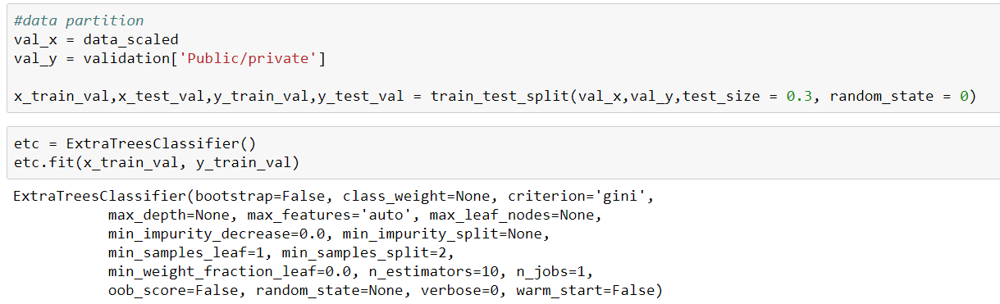 #data partition
val_x = data_scaled
val_y = validation['Public/private']
x_train_val,x_test_val,y_train_val,y_test_val = train_test_split(val_x,val_y,test_size = 0.3, random_state = 0)
etc = ExtraTreesClassifier()
etc.fit(x_train_val, y_train_val)
ExtraTreesClassifier(bootstrap=False, class_weight=None, criterion='gini',
max_depth=None, max_features='auto', max_leaf_nodes=None,
min_impurity_decrease=0.0, min_impurity_split=None,
min_samples_leaf=1, min_samples_split=2,
min_weight_fraction_leaf=0.0, n_estimators=10, n_jobs=1,
oob_score=False, random_state=None, verbose=0, warm_start=False)